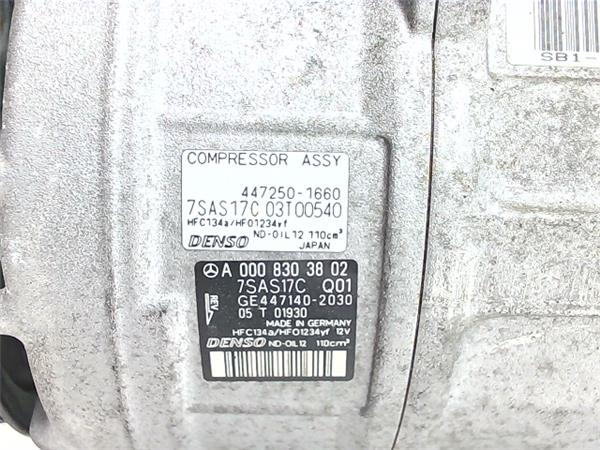 SB1-
COMPRESSOR ASSY
447250-1660
7SAS17C 03T00540
HFC134a/HFO1234yf
DENSO ND-OIL12 110cm³
JAPAN
A 000 830 38 02
7SAS17C Q01
GE447140-2030
REV
05 T 01930
MADE IN GERMANY
HFC134a/HFO1234yf 12V
DENSO ND-OIL12 110cm³